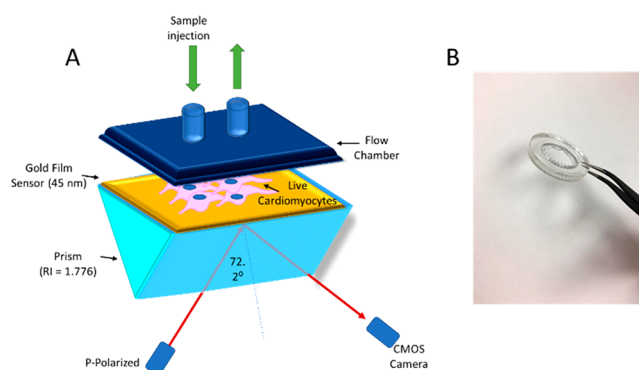 Sample
injection
A
B
Flow
Chamber
Gold Film
Sensor (45 nm)
Live
Cardiomyocytes
Prism
(RI = 1.776)
72.
2°
P-Polarized
CMOS
Camera